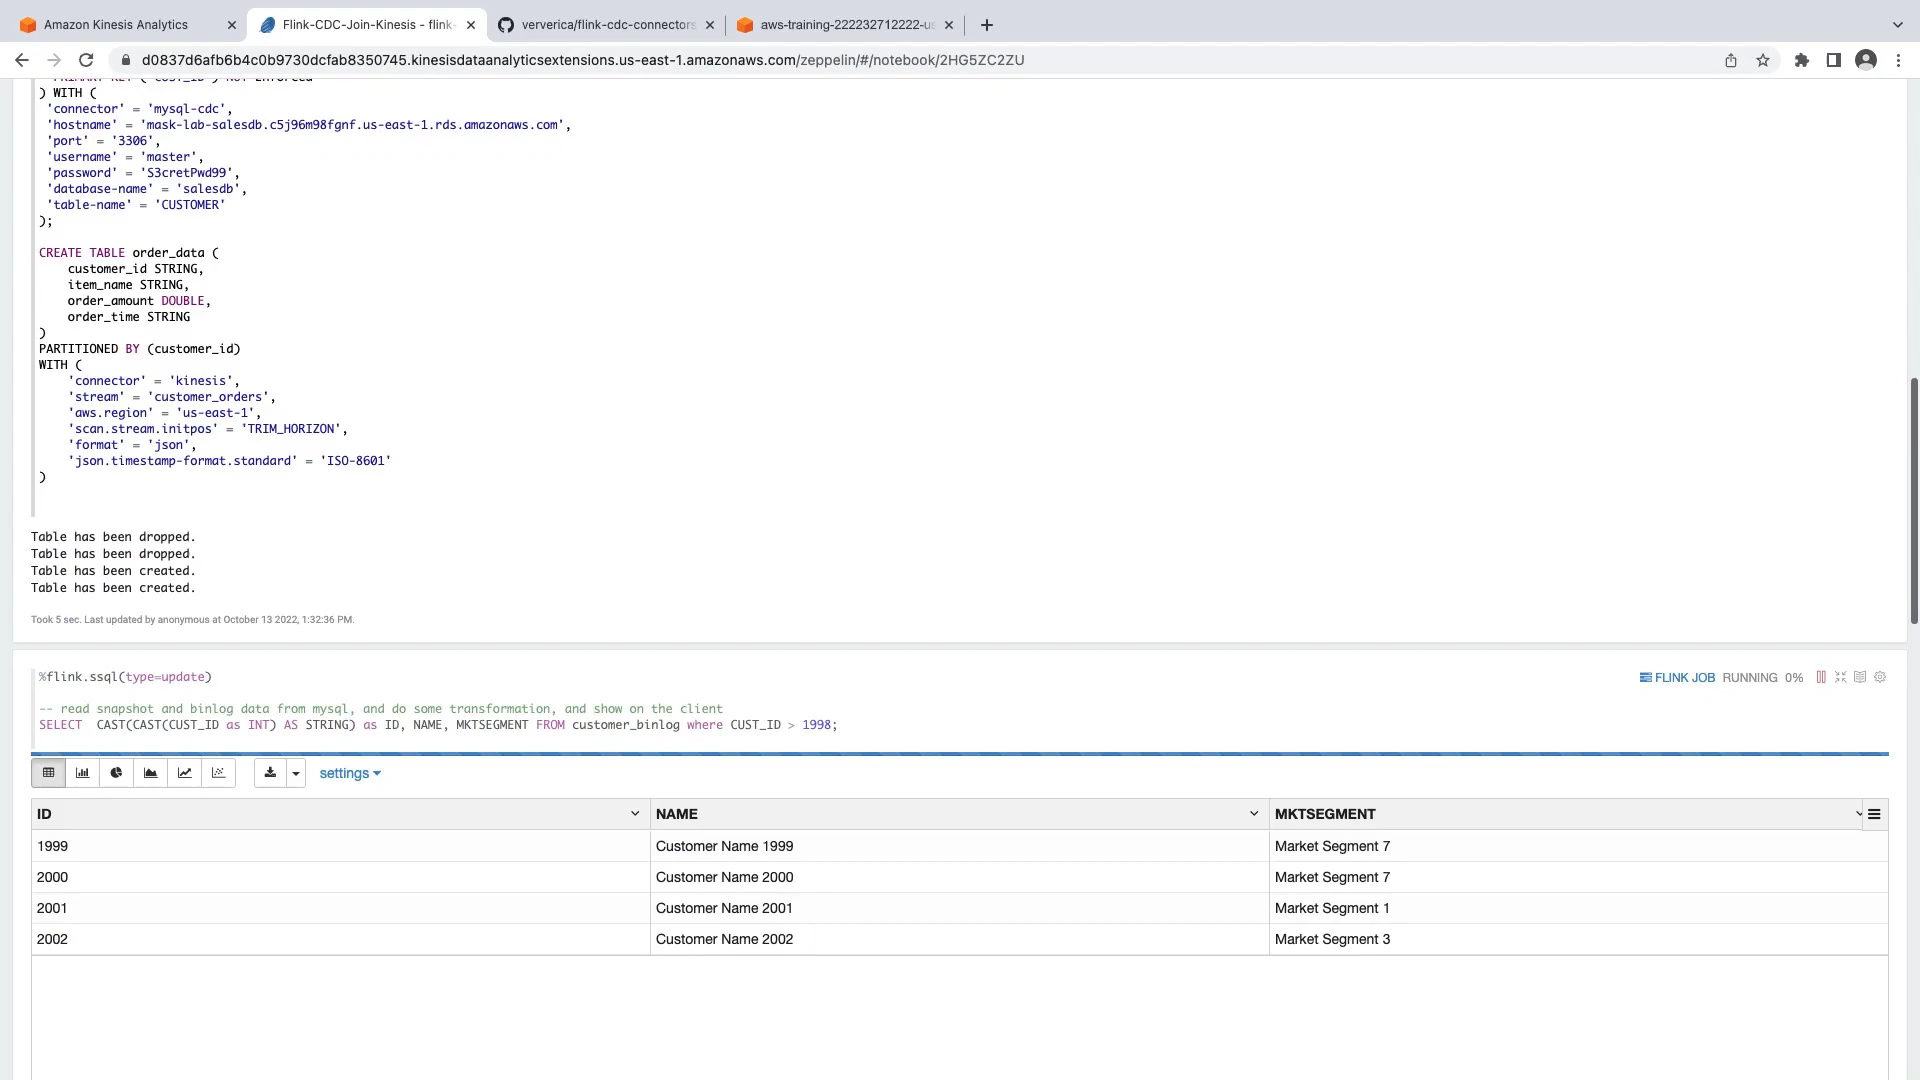 Amazon Kinesis Analytics
Flink-CDC-Join-Kinesis - flink-
ververica/flink-cdc-connectors
aws-training-222232712222-us
d0837d6afb6b4c0b9730dcfab8350745.kinesisdataanalyticsextensions.us-east-1.amazonaws.com/zeppelin/#/notebook/2HG5ZC2ZU
PRIMARY KEY (`CUST_ID`) NOT Enforced
) WITH (
'connector' = 'mysql-cdc',
'hostname' = 'mask-lab-salesdb.c5j96m98fgnf.us-east-1.rds.amazonaws.com',
'port' = '3306',
'username' = 'master',
'password' = 'S3cretPwd99',
'database-name' = 'salesdb',
'table-name' = 'CUSTOMER'
);
CREATE TABLE order_data (
customer_id STRING,
item_name STRING,
order_amount DOUBLE,
order_time STRING
)
PARTITIONED BY (customer_id)
WITH (
'connector' = 'kinesis',
'stream' = 'customer_orders',
'aws.region' = 'us-east-1',
'scan.stream.initpos' = 'TRIM_HORIZON',
'format' = 'json',
'json.timestamp-format.standard' = 'ISO-8601'
)
Table has been dropped.
Table has been dropped.
Table has been created.
Table has been created.
Took 5 sec. Last updated by anonymous at October 13 2022, 1:32:36 PM.
%flink.ssql(type=update)
FLINK JOB RUNNING 0%
-- read snapshot and binlog data from mysql, and do some transformation, and show on the client
SELECT CAST(CAST(CUST_ID as INT) AS STRING) as ID, NAME, MKTSEGMENT FROM customer_binlog where CUST_ID > 1998;
settings
ID NAME MKTSEGMENT
1999 Customer Name 1999 Market Segment 7
2000 Customer Name 2000 Market Segment 7
2001 Customer Name 2001 Market Segment 1
2002 Customer Name 2002 Market Segment 3